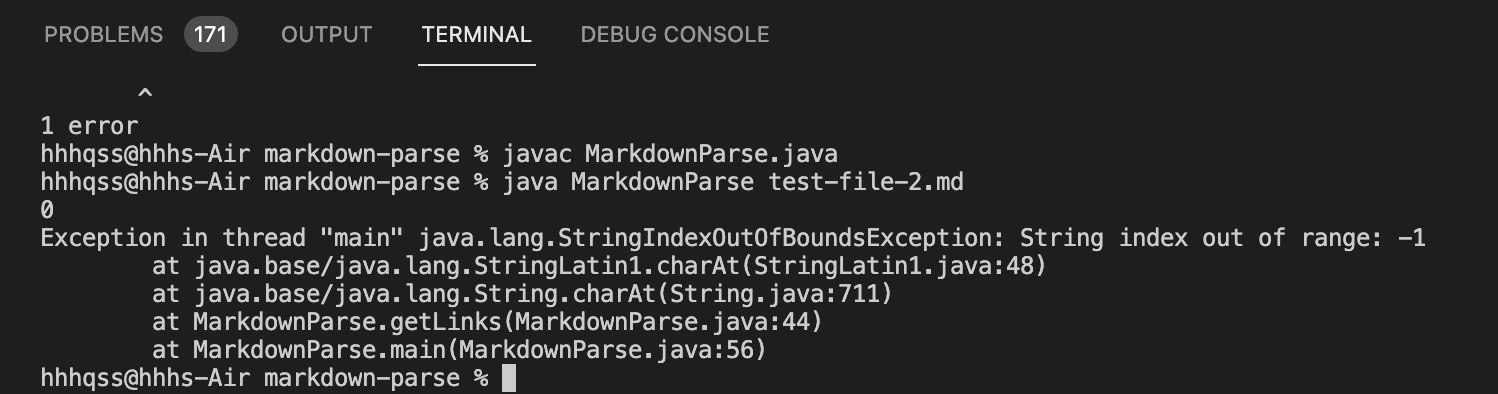 PROBLEMS 171 OUTPUT TERMINAL DEBUG CONSOLE
^
1 error
hhhqss@hhhs-Air markdown-parse % javac MarkdownParse.java
hhhqss@hhhs-Air markdown-parse % java MarkdownParse test-file-2.md
0
Exception in thread "main" java.lang.StringIndexOutOfBoundsException: String index out of range: -1
at java.base/java.lang.StringLatin1.charAt(StringLatin1.java:48)
at java.base/java.lang.String.charAt(String.java:711)
at MarkdownParse.getLinks(MarkdownParse.java:44)
at MarkdownParse.main(MarkdownParse.java:56)
hhhqss@hhhs-Air markdown-parse %